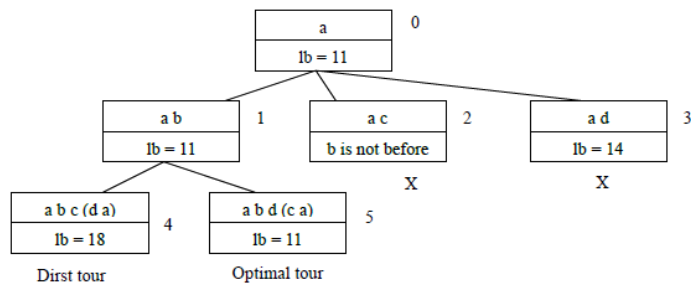 a
0
lb = 11
a b
1
a c
2
a d
3
lb = 11
b is not before
lb = 14
X
X
a b c (d a)
4
a b d (c a)
5
lb = 18
lb = 11
Dirst tour
Optimal tour